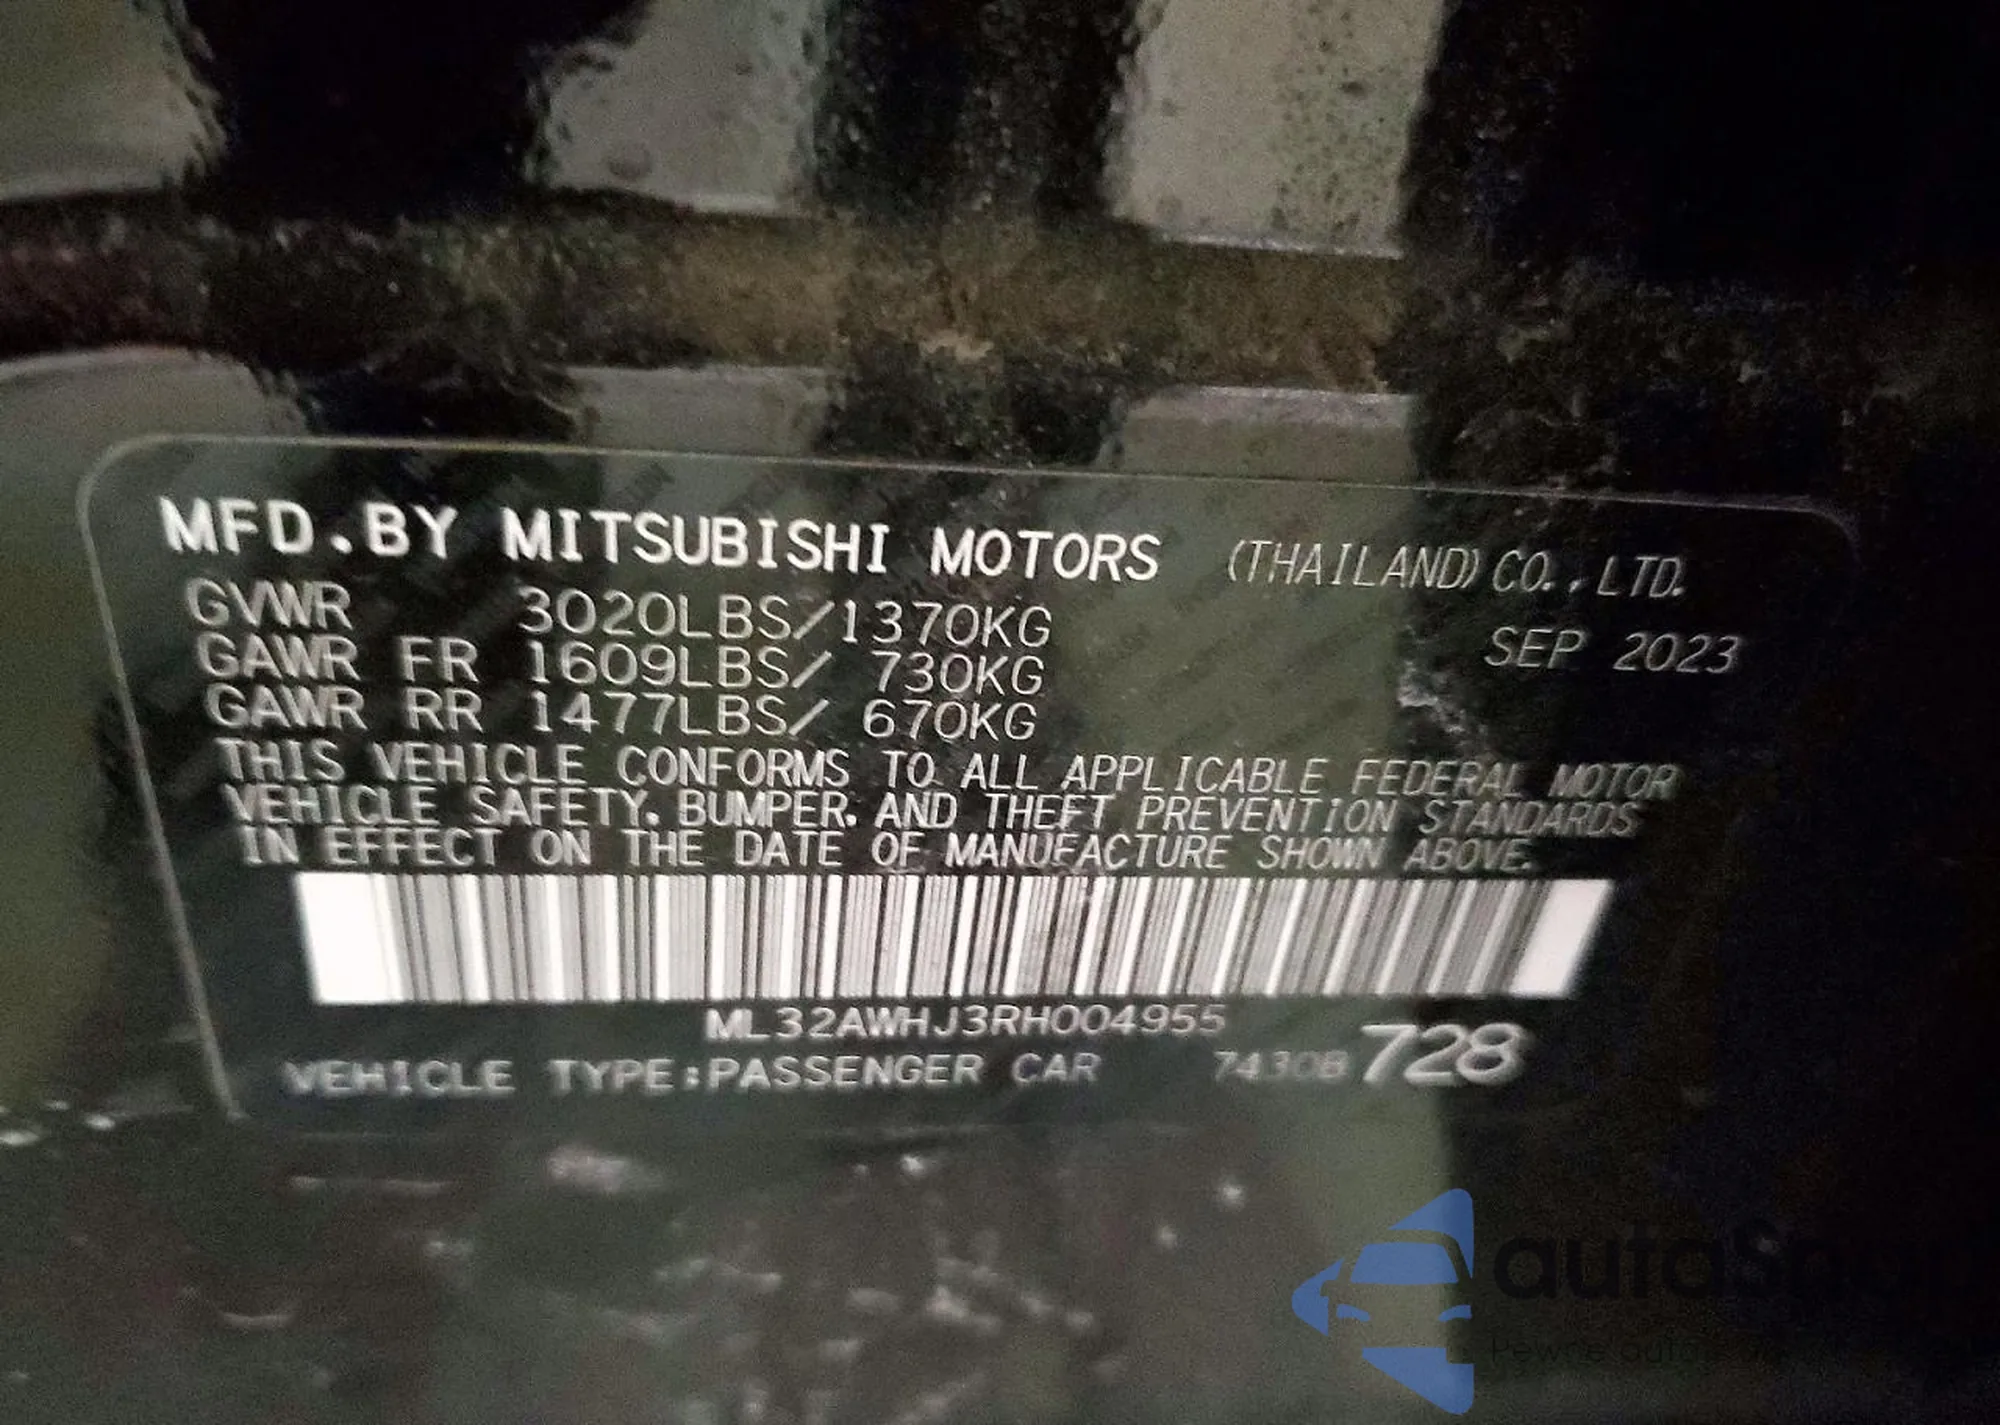 MFD.BY MITSUBISHI MOTORS (THAILAND) CO.,LTD.
GVWR 3020LBS/1370KG
SEP 2023
GAWR FR 1609LBS/ 730KG
GAWR RR 1477LBS/ 670KG
THIS VEHICLE CONFORMS TO ALL APPLICABLE FEDERAL MOTOR
VEHICLE SAFETY, BUMPER, AND THEFT PREVENTION STANDARDS
IN EFFECT ON THE DATE OF MANUFACTURE SHOWN ABOVE.
ML32AWHJ3RH004955
VEHICLE TYPE:PASSENGER CAR 7430B 728
Pewne auta